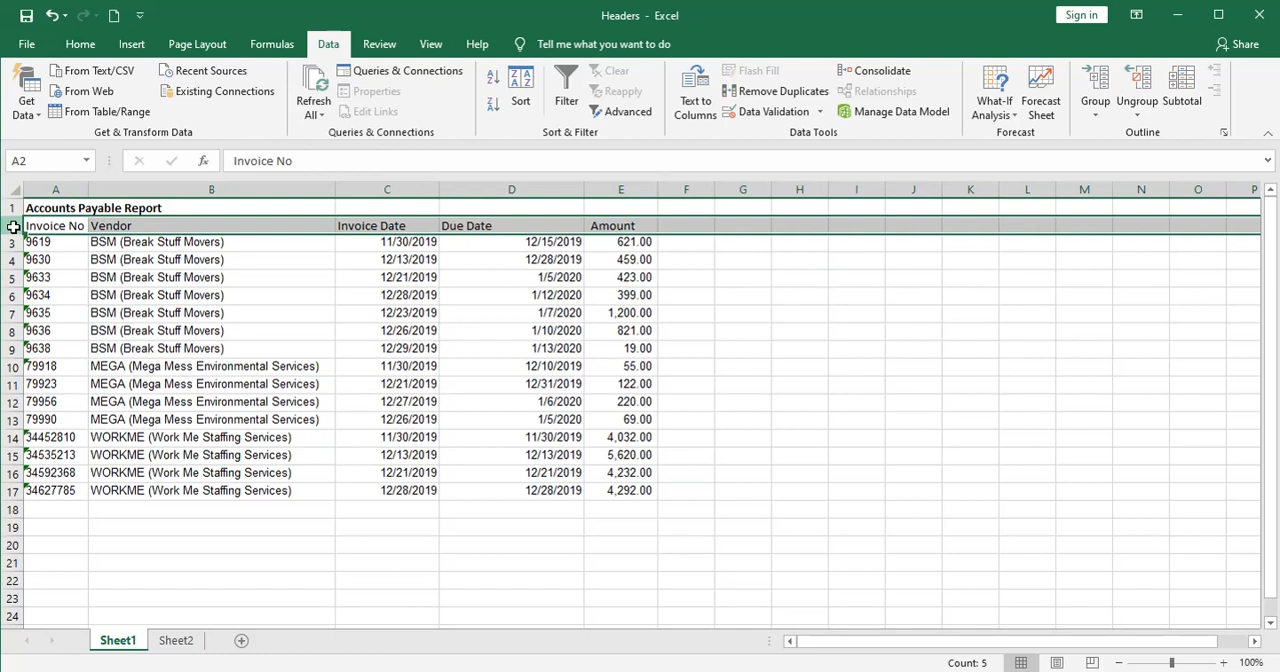 Headers - Excel
Sign in
File Home Insert Page Layout Formulas Data Review View Help Tell me what you want to do Share
Get Data
From Text/CSV
From Web
From Table/Range
Recent Sources
Existing Connections
Get & Transform Data
Refresh All
Queries & Connections
Properties
Edit Links
Queries & Connections
Sort
Filter
Clear
Reapply
Advanced
Sort & Filter
Text to Columns
Flash Fill
Remove Duplicates
Data Validation
Consolidate
Relationships
Manage Data Model
Data Tools
What-If Analysis
Forecast Sheet
Forecast
Group
Ungroup
Subtotal
Outline
A2 fx Invoice No
A B C D E F G H I J K L M N O P
1 Accounts Payable Report
Invoice No Vendor Invoice Date Due Date Amount
3 9619 BSM (Break Stuff Movers) 11/30/2019 12/15/2019 621.00
4 9630 BSM (Break Stuff Movers) 12/13/2019 12/28/2019 459.00
5 9633 BSM (Break Stuff Movers) 12/21/2019 1/5/2020 423.00
6 9634 BSM (Break Stuff Movers) 12/28/2019 1/12/2020 399.00
7 9635 BSM (Break Stuff Movers) 12/23/2019 1/7/2020 1,200.00
8 9636 BSM (Break Stuff Movers) 12/26/2019 1/10/2020 821.00
9 9638 BSM (Break Stuff Movers) 12/29/2019 1/13/2020 19.00
10 79918 MEGA (Mega Mess Environmental Services) 11/30/2019 12/10/2019 55.00
11 79923 MEGA (Mega Mess Environmental Services) 12/21/2019 12/31/2019 122.00
12 79956 MEGA (Mega Mess Environmental Services) 12/27/2019 1/6/2020 220.00
13 79990 MEGA (Mega Mess Environmental Services) 12/26/2019 1/5/2020 69.00
14 34452810 WORKME (Work Me Staffing Services) 11/30/2019 11/30/2019 4,032.00
15 34535213 WORKME (Work Me Staffing Services) 12/13/2019 12/13/2019 5,620.00
16 34592368 WORKME (Work Me Staffing Services) 12/21/2019 12/21/2019 4,232.00
17 34627785 WORKME (Work Me Staffing Services) 12/28/2019 12/28/2019 4,292.00
18
19
20
21
22
23
24
Sheet1 Sheet2
Count: 5 100%